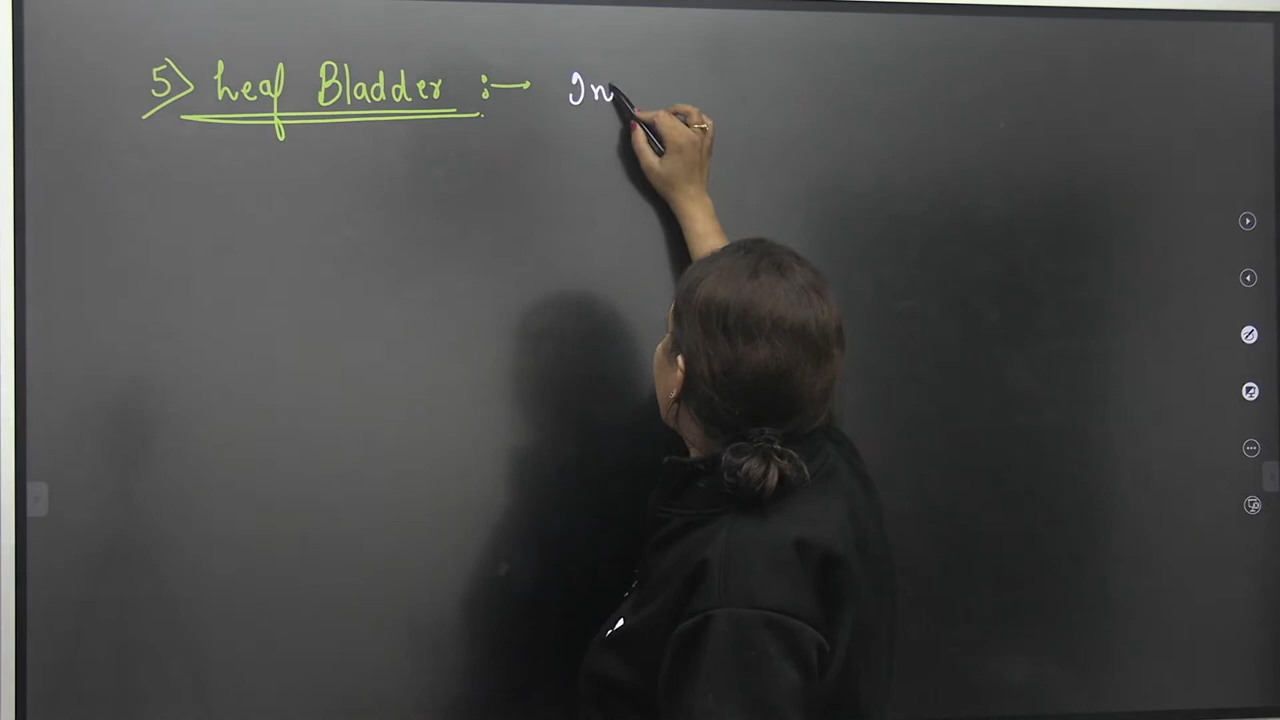 5> Leaf Bladder :→ In